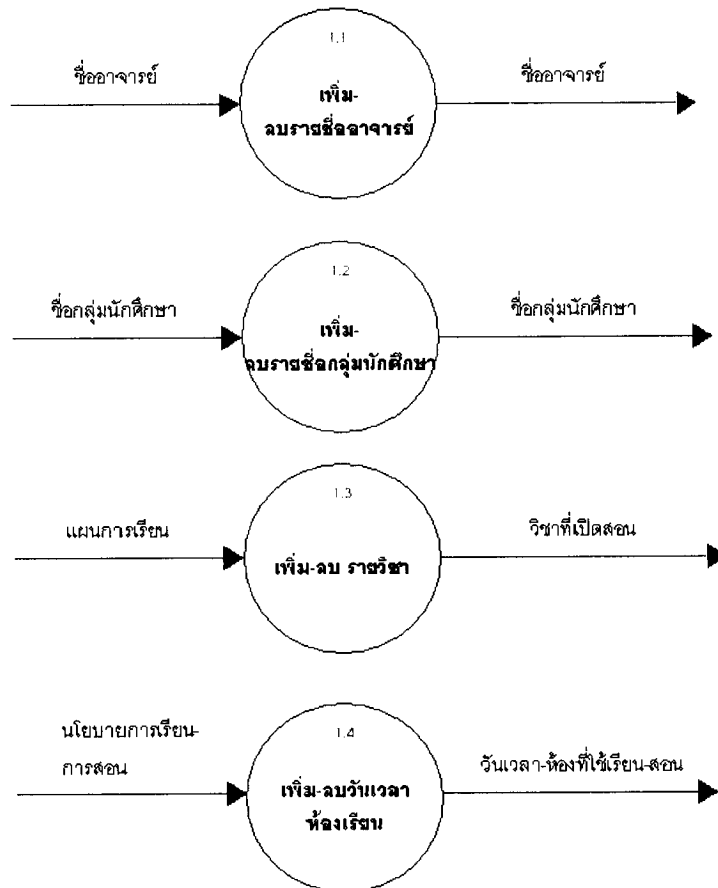 1.1
ชื่ออาจารย์
ชื่ออาจารย์
เพิ่ม-
ลบรายชื่ออาจารย์
1.2
ชื่อกลุ่มนักศึกษา
ชื่อกลุ่มนักศึกษา
เพิ่ม-
ลบรายชื่อกลุ่มนักศึกษา
1.3
แผนการเรียน
วิชาที่เปิดสอน
เพิ่ม-ลบ รายวิชา
1.4
นโยบายการเรียน-
การสอน
วันเวลา-ห้องที่ใช้เรียน-สอน
เพิ่ม-ลบวันเวลา
ห้องเรียน